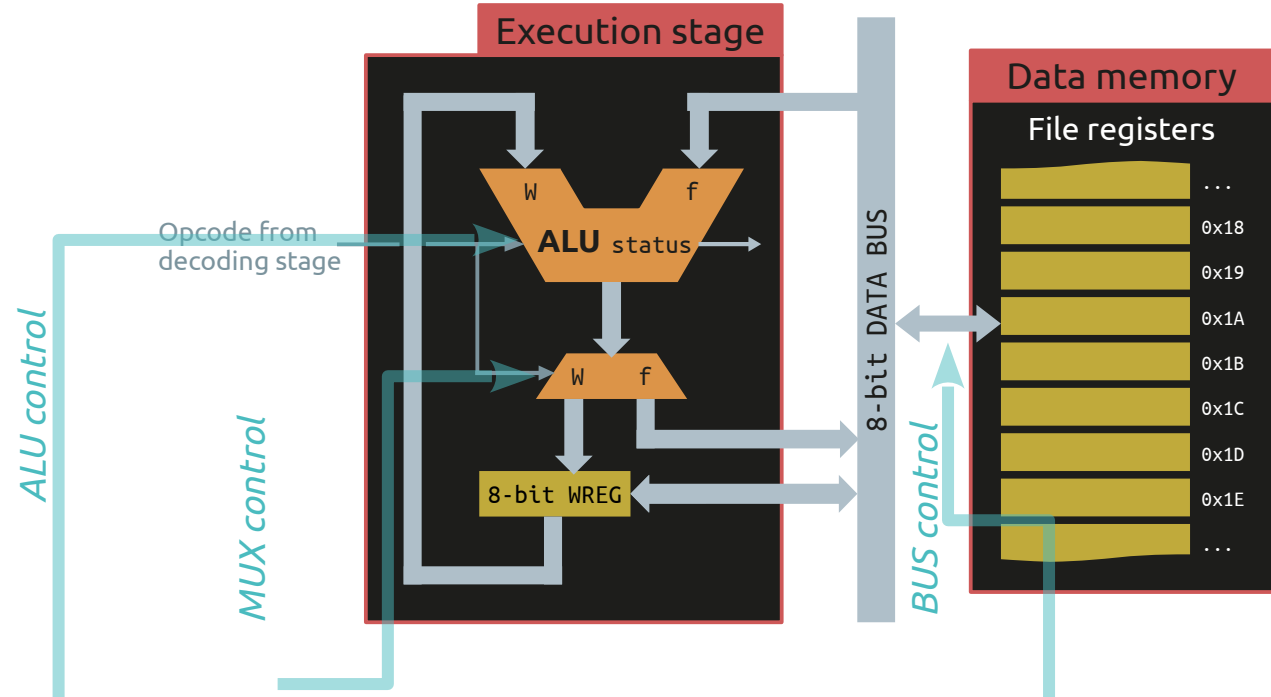 Execution stage
Data memory
File registers
W
f
...
0x18
Opcode from
decoding stage
ALU status
0x19
8-bit DATA BUS
0x1A
ALU control
W
f
0x1B
0x1C
MUX control
BUS control
0x1D
8-bit WREG
0x1E
...